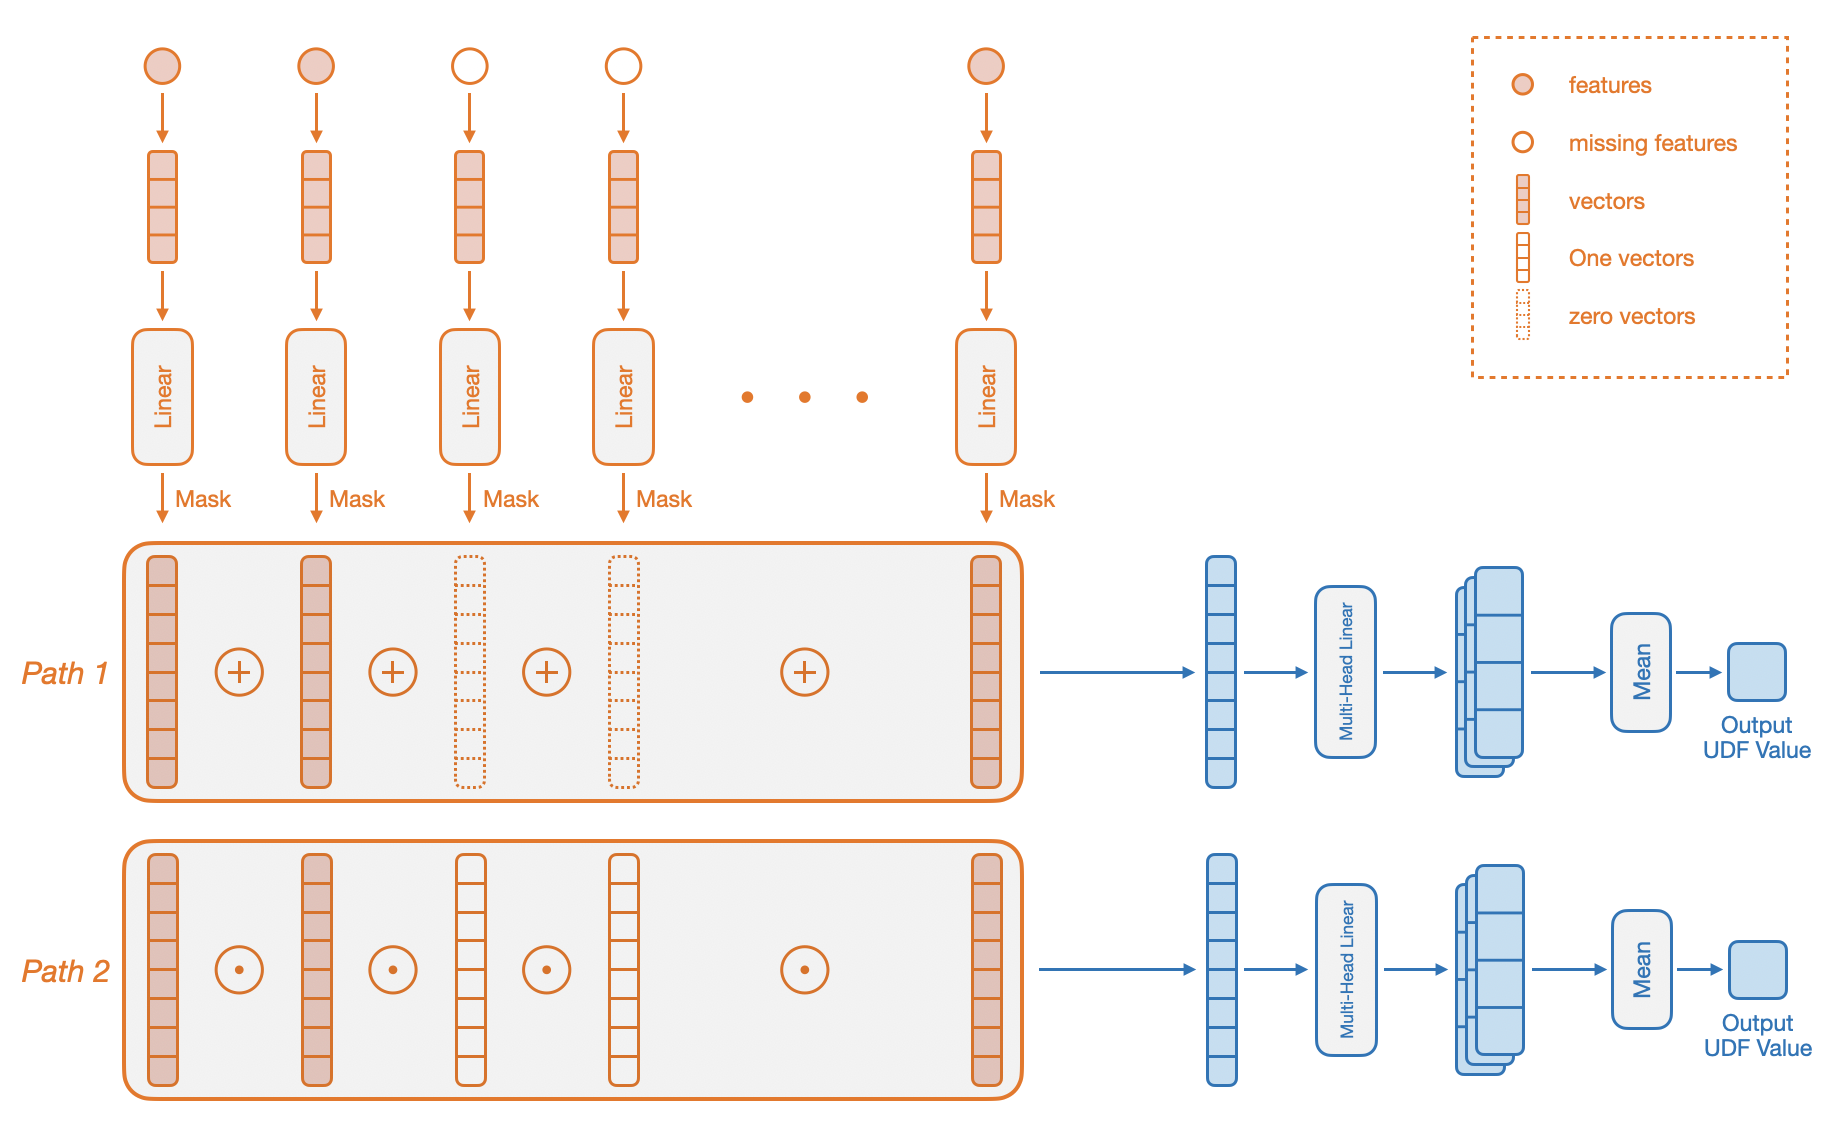 features
missing features
vectors
One vectors
zero vectors
Linear
Linear
Linear
Linear
Linear
Mask
Mask
Mask
Mask
Mask
Path 1
Multi-Head Linear
Mean
Output
UDF Value
Path 2
Multi-Head Linear
Mean
Output
UDF Value